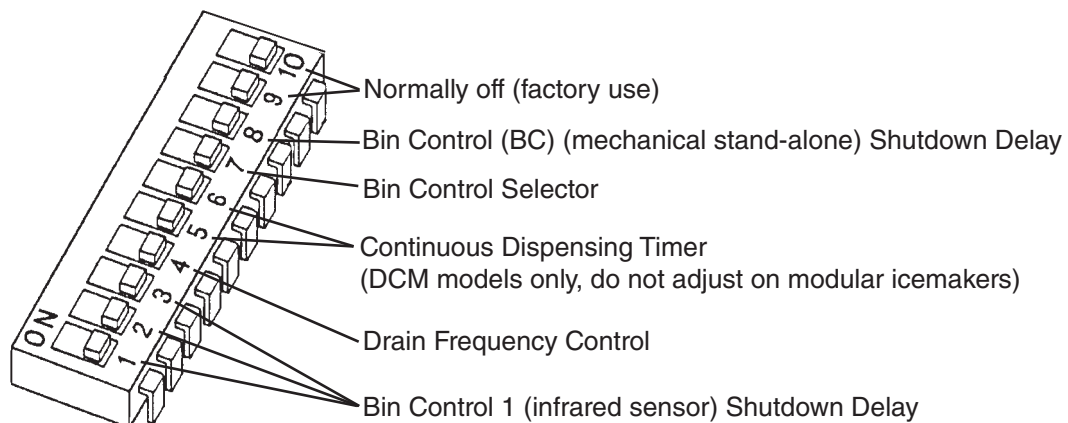 10
9
8
7
6
5
4
3
2
1
ON
Normally off (factory use)
Bin Control (BC) (mechanical stand-alone) Shutdown Delay
Bin Control Selector
Continuous Dispensing Timer
(DCM models only, do not adjust on modular icemakers)
Drain Frequency Control
Bin Control 1 (infrared sensor) Shutdown Delay